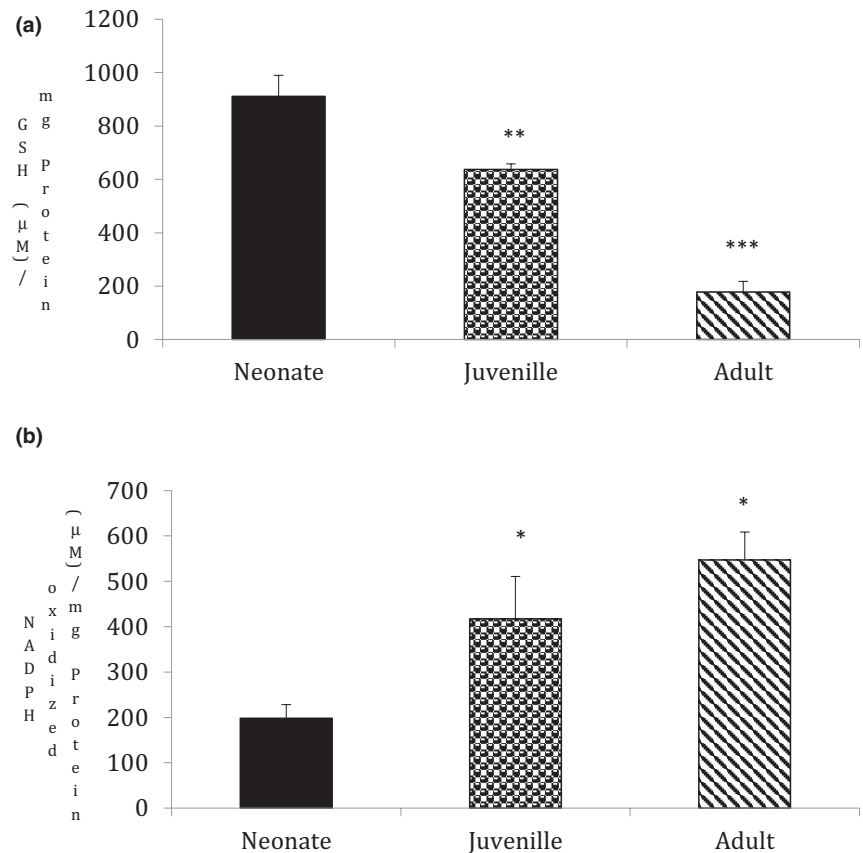 (a)
GSH (μM/
mg Protein
1200
1000
800
600
400
200
0
**
***
Neonate Juvenille Adult
(b)
NADPH
oxidized
(μM/mg Protein
700
600
500
400
300
200
100
0
*
*
Neonate Juvenille Adult